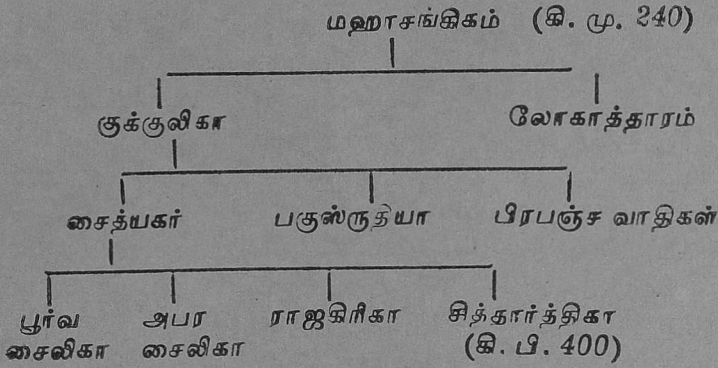 மஹாசங்கிகம் (கி. மு. 240)
குக்குலிகா லோகாத்தாரம்
சைத்யகர் பகுஸ்ருதியா பிரபஞ்ச வாதிகள்
பூர்வ அபர ராஜகிரிகா சித்தார்த்திகா
சைலிகா சைலிகா (கி. பி. 400)